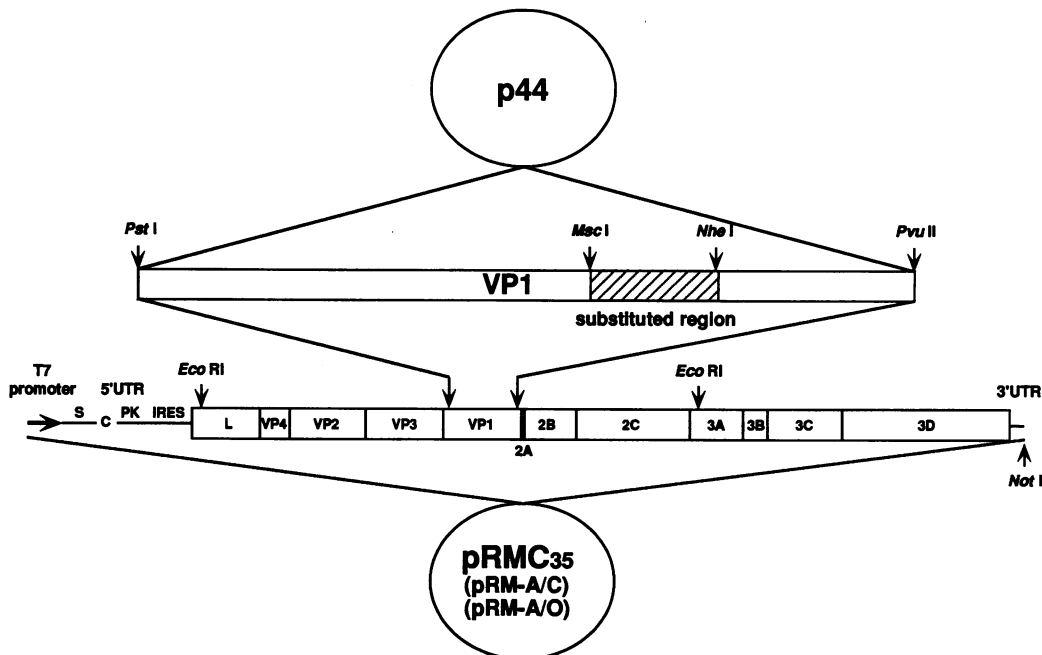 p44
Pst I
Msc I
Nhe I
Pvu II
VP1
substituted region
T7
promoter
5'UTR
Eco RI
Eco RI
3'UTR
S
C
PK
IRES
L
VP4
VP2
VP3
VP1
2B
2C
3A
3B
3C
3D
2A
Not I
pRMC35
(pRM-A/C)
(pRM-A/O)